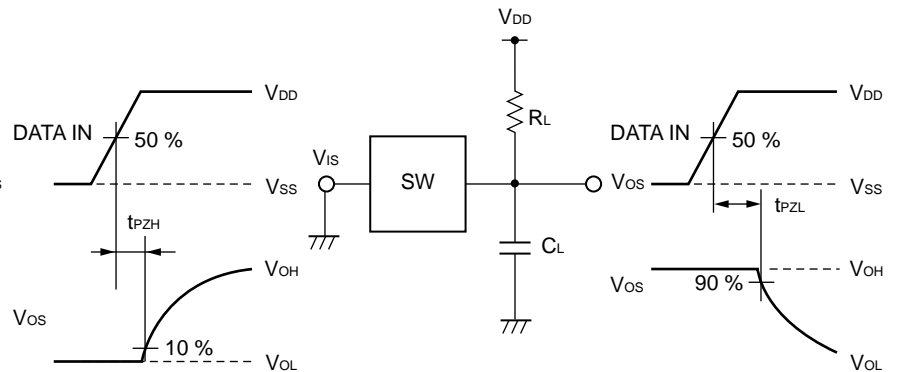 DATA IN
50 %
VDD
VSS
tPZH
VOS
10 %
VOH
VOL
VDD
RL
VIS
SW
VOS
CL
DATA IN
50 %
VDD
VSS
tPZL
VOS
90 %
VOH
VOL